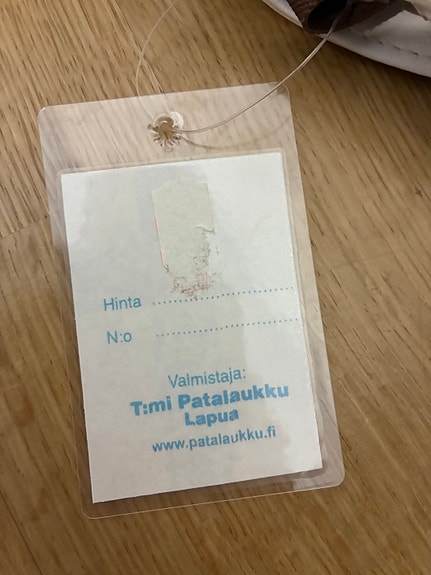 Hinta ........................................
N:o ........................................
Valmistaja:
T:mi Patalaukku
Lapua
www.patalaukku.fi